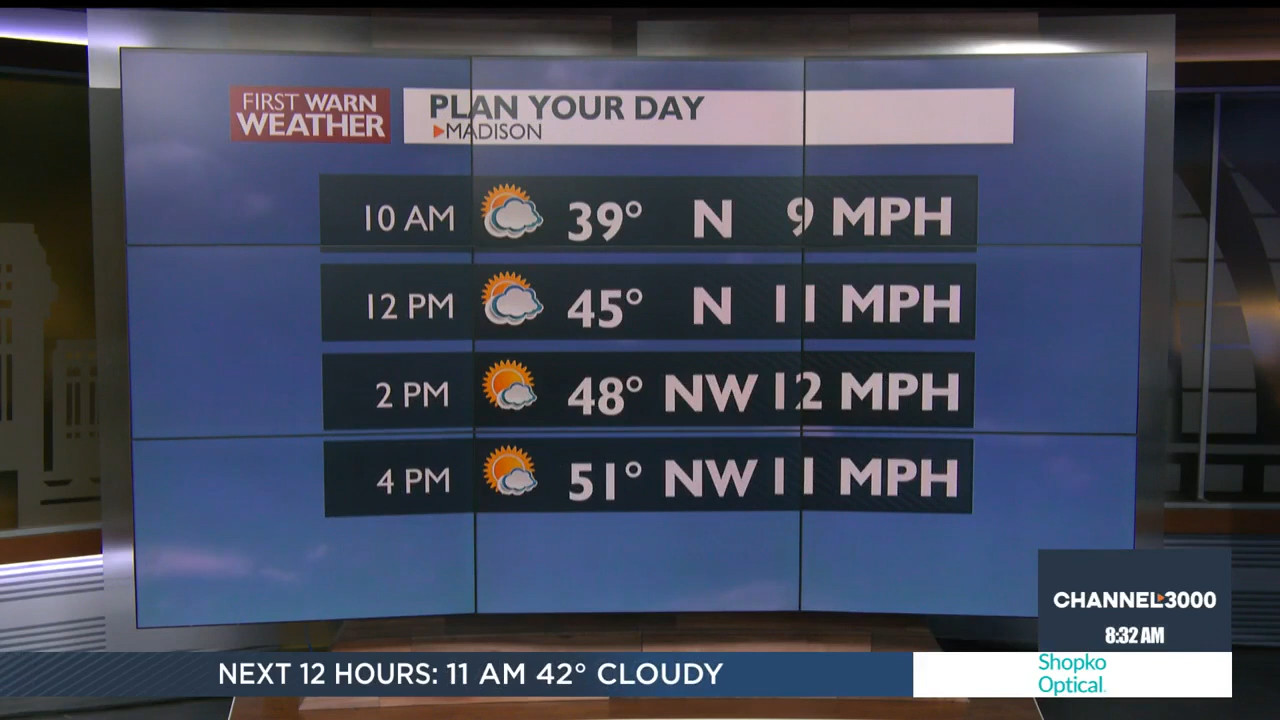 FIRST WARN
WEATHER
PLAN YOUR DAY
MADISON
10 AM 39° N 9 MPH
12 PM 45° N 11 MPH
2 PM 48° NW 12 MPH
4 PM 51° NW 11 MPH
CHANNEL3000
8:32 AM
NEXT 12 HOURS: 11 AM 42° CLOUDY
Shopko
Optical